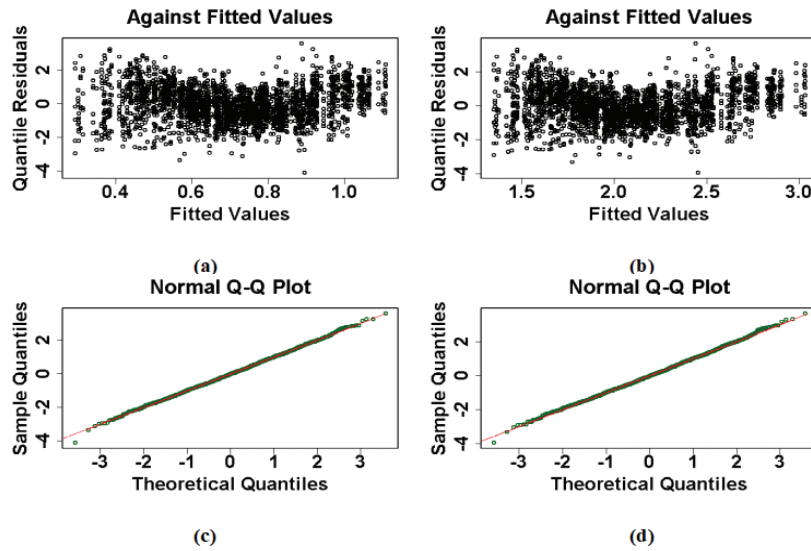 Against Fitted Values
Quantile Residuals
2
0
-2
-4
0.4 0.6 0.8 1.0
Fitted Values
(a)
Against Fitted Values
Quantile Residuals
2
0
-2
-4
1.5 2.0 2.5 3.0
Fitted Values
(b)
Normal Q-Q Plot
Sample Quantiles
2
0
-2
-4
-3 -2 -1 0 1 2 3
Theoretical Quantiles
(c)
Normal Q-Q Plot
Sample Quantiles
2
0
-2
-4
-3 -2 -1 0 1 2 3
Theoretical Quantiles
(d)